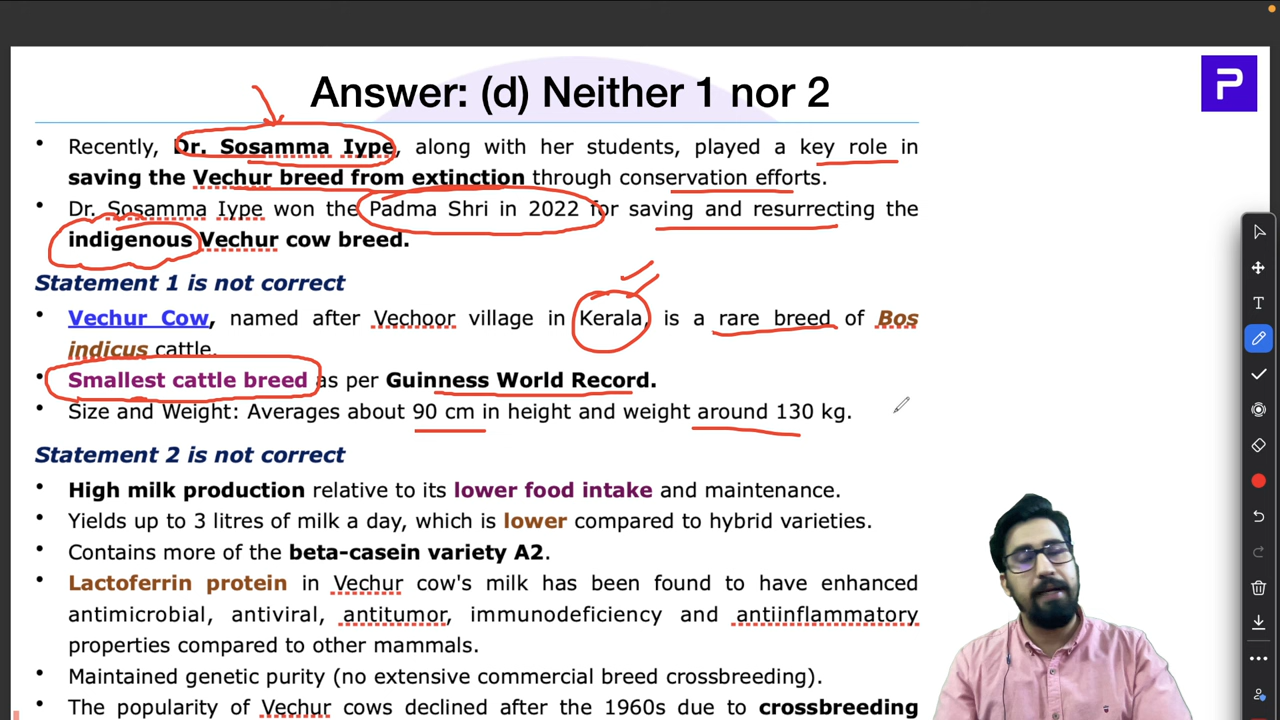 Answer: (d) Neither 1 nor 2
P
• Recently, Dr. Sosamma Iype, along with her students, played a key role in
saving the Vechur breed from extinction through conservation efforts.
• Dr. Sosamma Iype won the Padma Shri in 2022 for saving and resurrecting the
indigenous Vechur cow breed.
Statement 1 is not correct
• Vechur Cow, named after Vechoor village in Kerala, is a rare breed of Bos
indicus cattle.
• Smallest cattle breed as per Guinness World Record.
• Size and Weight: Averages about 90 cm in height and weight around 130 kg.
Statement 2 is not correct
• High milk production relative to its lower food intake and maintenance.
• Yields up to 3 litres of milk a day, which is lower compared to hybrid varieties.
• Contains more of the beta-casein variety A2.
• Lactoferrin protein in Vechur cow's milk has been found to have enhanced
antimicrobial, antiviral, antitumor, immunodeficiency and antiinflammatory
properties compared to other mammals.
• Maintained genetic purity (no extensive commercial breed crossbreeding).
• The popularity of Vechur cows declined after the 1960s due to crossbreeding
T